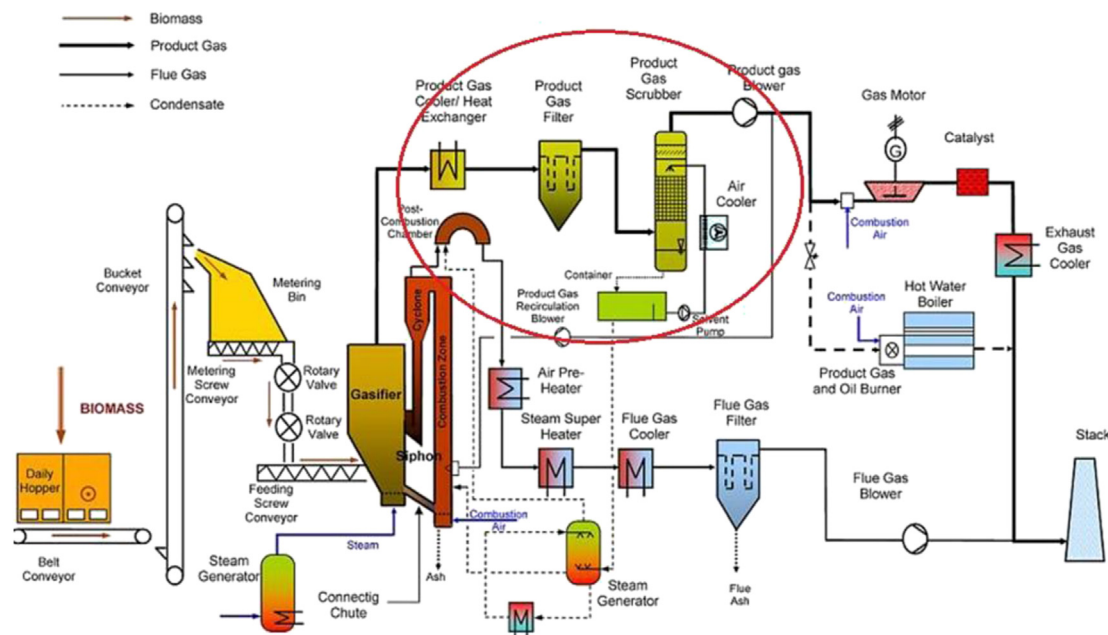 Biomass
Product Gas
Flue Gas
Condensate
Product Gas
Cooler/ Heat
Exchanger
Product
Gas
Filter
Product
Gas
Scrubber
Product gas
Blower
Gas Motor
G
Catalyst
Air
Cooler
Combustion
Air
Exhaust
Gas
Cooler
Post-
Combustion
Chamber
Container
Solvent
Pump
Product Gas
Recirculation
Blower
Bucket
Conveyor
Metering
Bin
Cyclone
Combustion Zone
Combustion
Air
Hot Water
Boiler
Product Gas
and Oil Burner
Metering
Screw
Conveyor
Rotary
Valve
Rotary
Valve
Gasifier
Siphon
Air Pre-
Heater
Steam Super
Heater
Flue Gas
Cooler
Flue Gas
Filter
BIOMASS
Stack
Daily
Hopper
Feeding
Screw
Conveyor
Flue Gas
Blower
Combustion
Air
Belt
Conveyor
Steam
Steam
Generator
Connectig
Chute
Ash
Steam
Generator
Flue
Ash